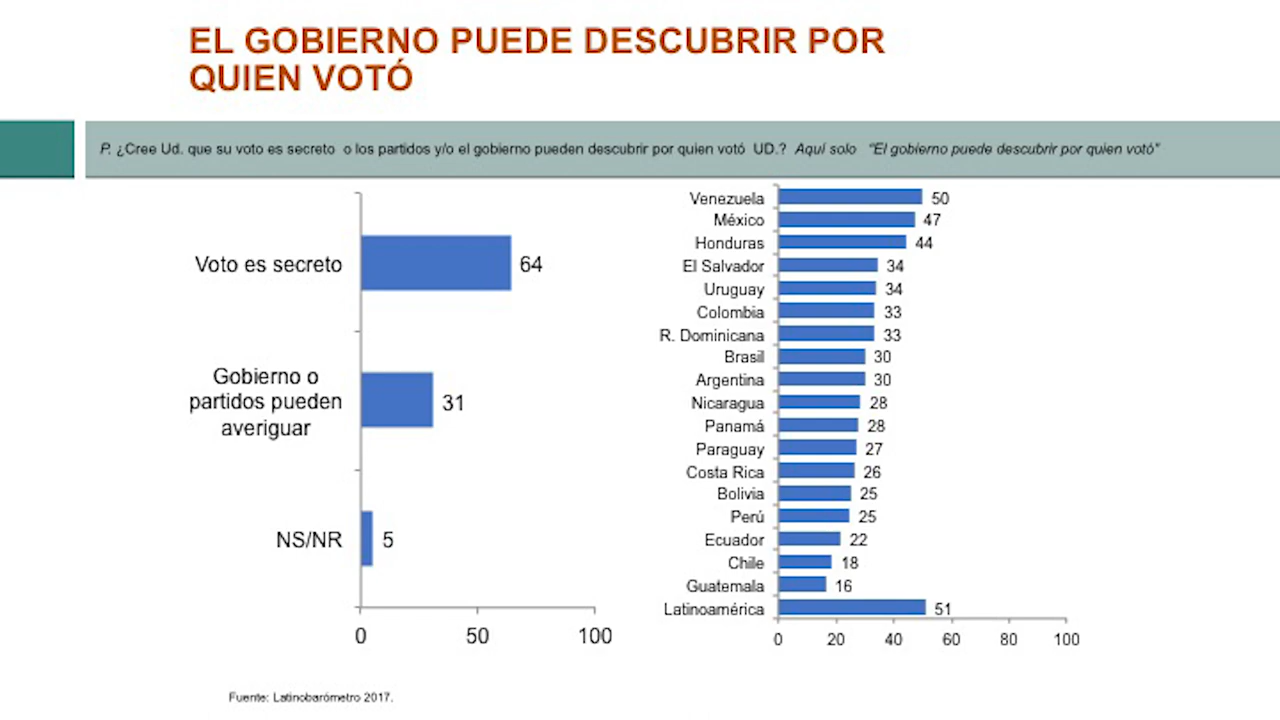 EL GOBIERNO PUEDE DESCUBRIR POR
QUIEN VOTÓ
P. ¿Cree Ud. que su voto es secreto o los partidos y/o el gobierno pueden descubrir por quien votó UD.? Aquí solo "El gobierno puede descubrir por quien votó"
Voto es secreto 64
Gobierno o
partidos pueden 31
averiguar
NS/NR 5
0 50 100
Venezuela 50
México 47
Honduras 44
El Salvador 34
Uruguay 34
Colombia 33
R. Dominicana 33
Brasil 30
Argentina 30
Nicaragua 28
Panamá 28
Paraguay 27
Costa Rica 26
Bolivia 25
Perú 25
Ecuador 22
Chile 18
Guatemala 16
Latinoamérica 51
0 20 40 60 80 100
Fuente: Latinobarómetro 2017.